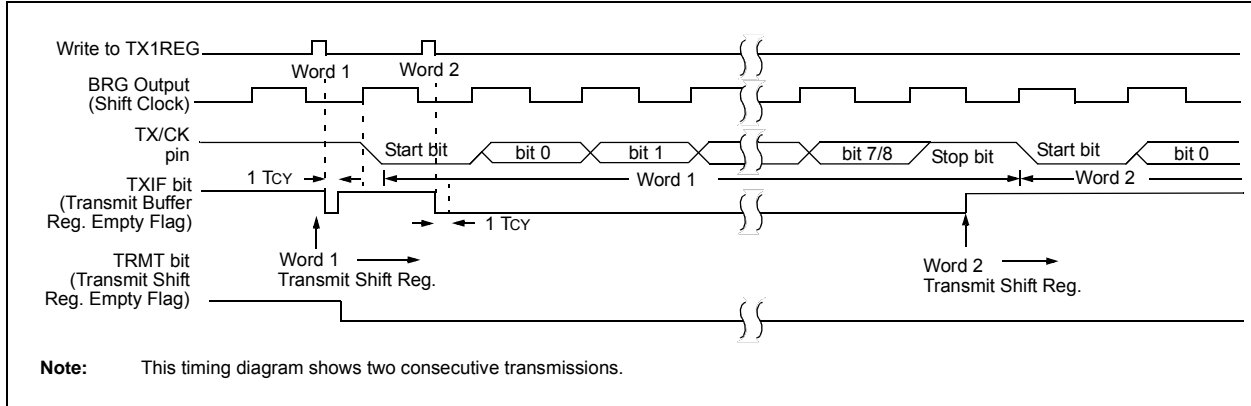 Write to TX1REG
Word 1
Word 2
BRG Output
(Shift Clock)
TX/CK
pin
Start bit
bit 0
bit 1
bit 7/8
Stop bit
Start bit
bit 0
1 TCY
Word 1
Word 2
TXIF bit
(Transmit Buffer
Reg. Empty Flag)
1 TCY
Word 1
Transmit Shift Reg.
Word 2
Transmit Shift Reg.
TRMT bit
(Transmit Shift
Reg. Empty Flag)
Note: This timing diagram shows two consecutive transmissions.